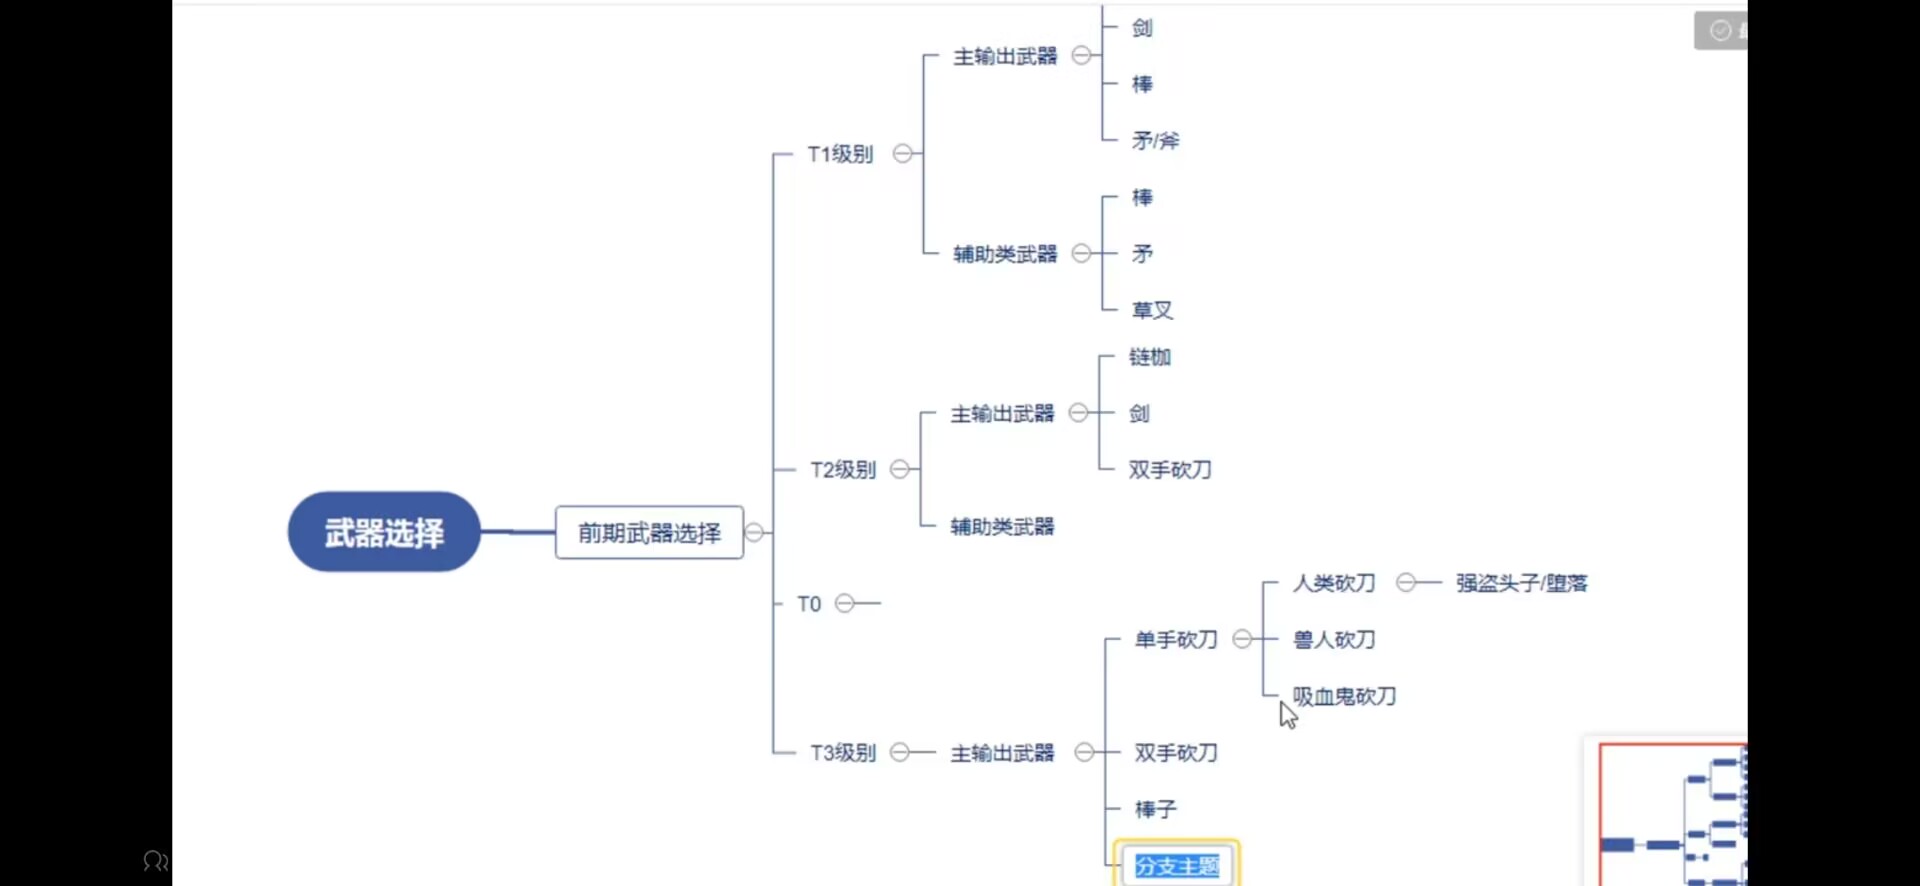 剑
主输出武器
棒
矛/斧
T1级别
棒
辅助类武器
矛
草叉
链枷
主输出武器
剑
T2级别
双手砍刀
辅助类武器
武器选择
前期武器选择
T0
人类砍刀
强盗头子/堕落
单手砍刀
兽人砍刀
吸血鬼砍刀
T3级别
主输出武器
双手砍刀
棒子
分支主题